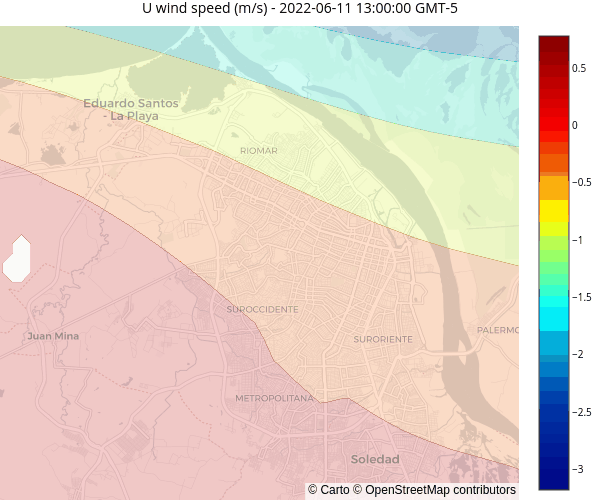 U wind speed (m/s) - 2022-06-11 13:00:00 GMT-5
Eduardo Santos
- La Playa
RIOMAR
SUROCCIDENTE
Juan Mina
SURORIENTE
PALERMO
METROPOLITANA
Soledad
© Carto © OpenStreetMap contributors
0.5
0
−0.5
−1
−1.5
−2
−2.5
−3